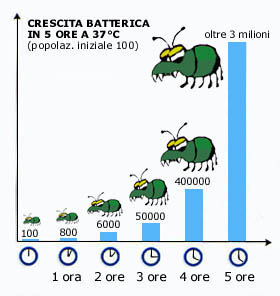 CRESCITA BATTERICA
IN 5 ORE A 37°C
(popolaz. iniziale 100)
oltre 3 milioni
400000
50000
6000
800
100
1 ora 2 ore 3 ore 4 ore 5 ore